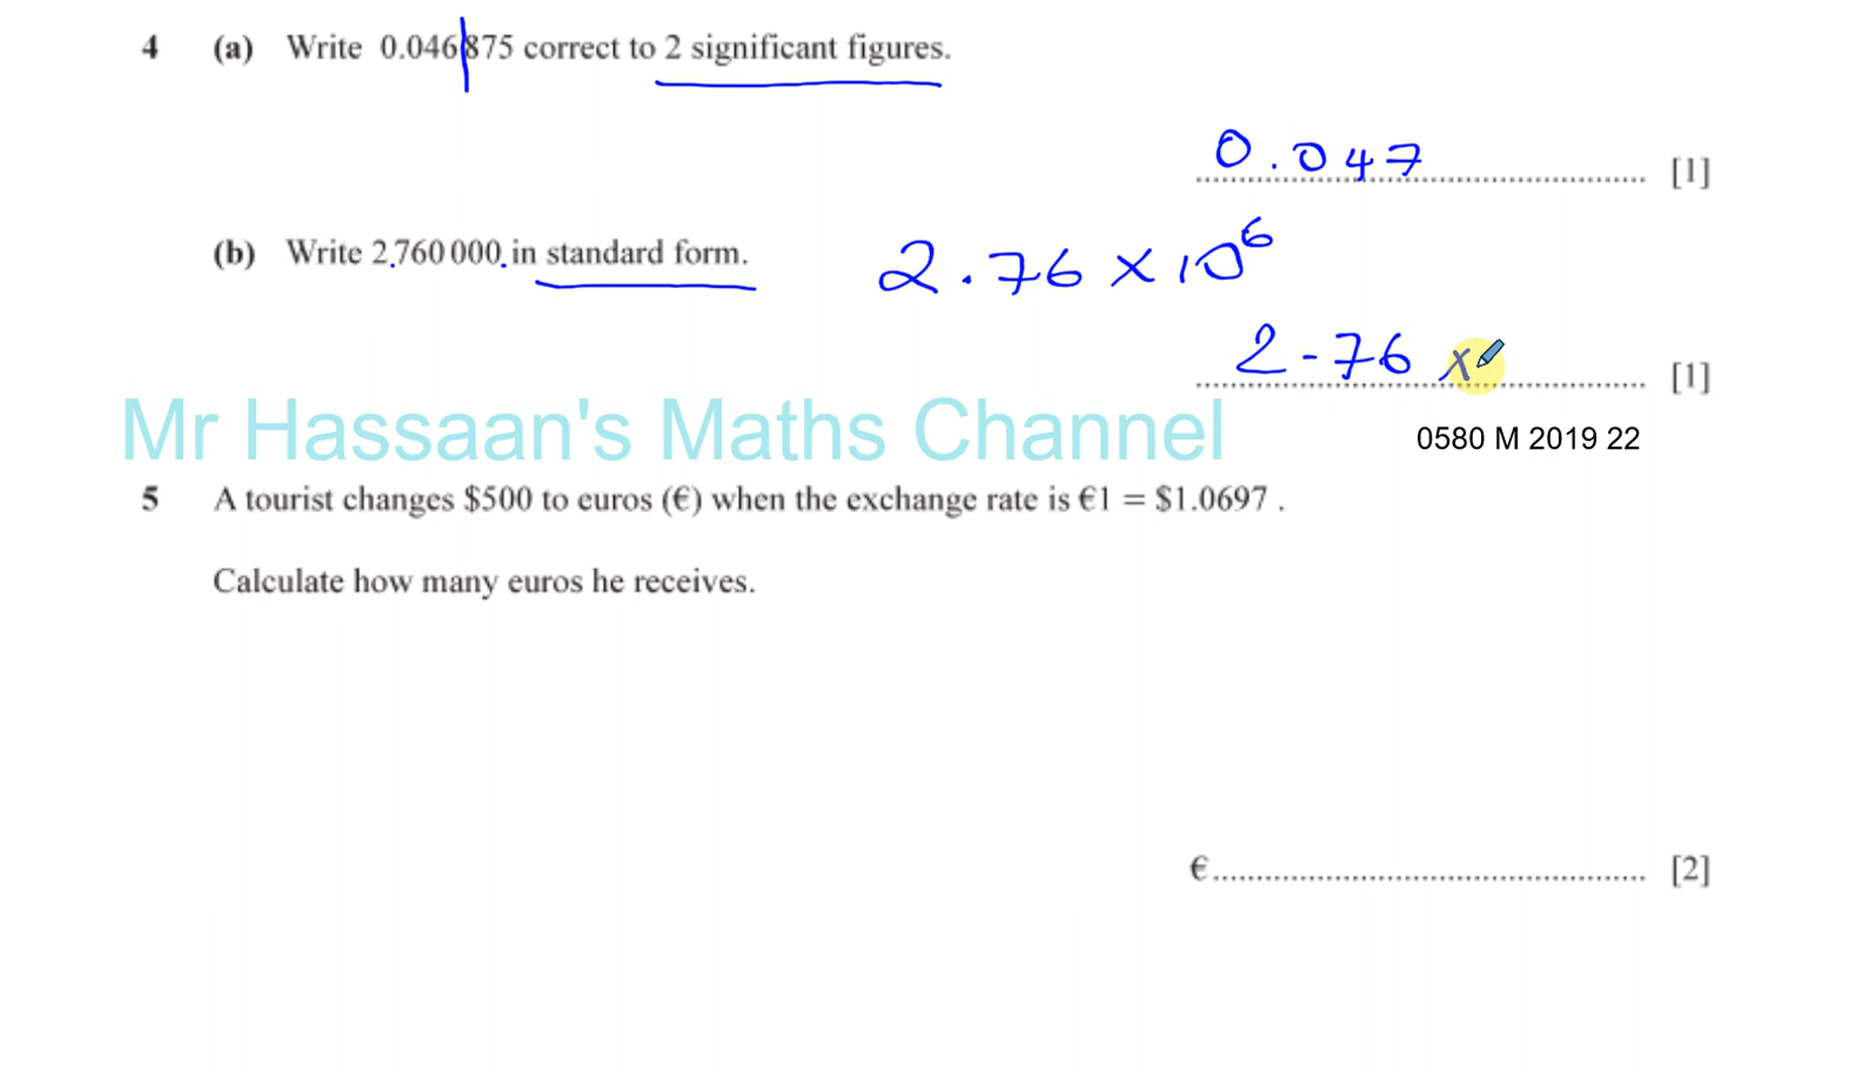 4 (a) Write 0.046875 correct to 2 significant figures.
0.047 [1]
(b) Write 2760000 in standard form. 2.76 × 10⁶
2-76 × [1]
Mr Hassaan's Maths Channel
0580 M 2019 22
5 A tourist changes $500 to euros (€) when the exchange rate is €1 = $1.0697 .
Calculate how many euros he receives.
€ [2]